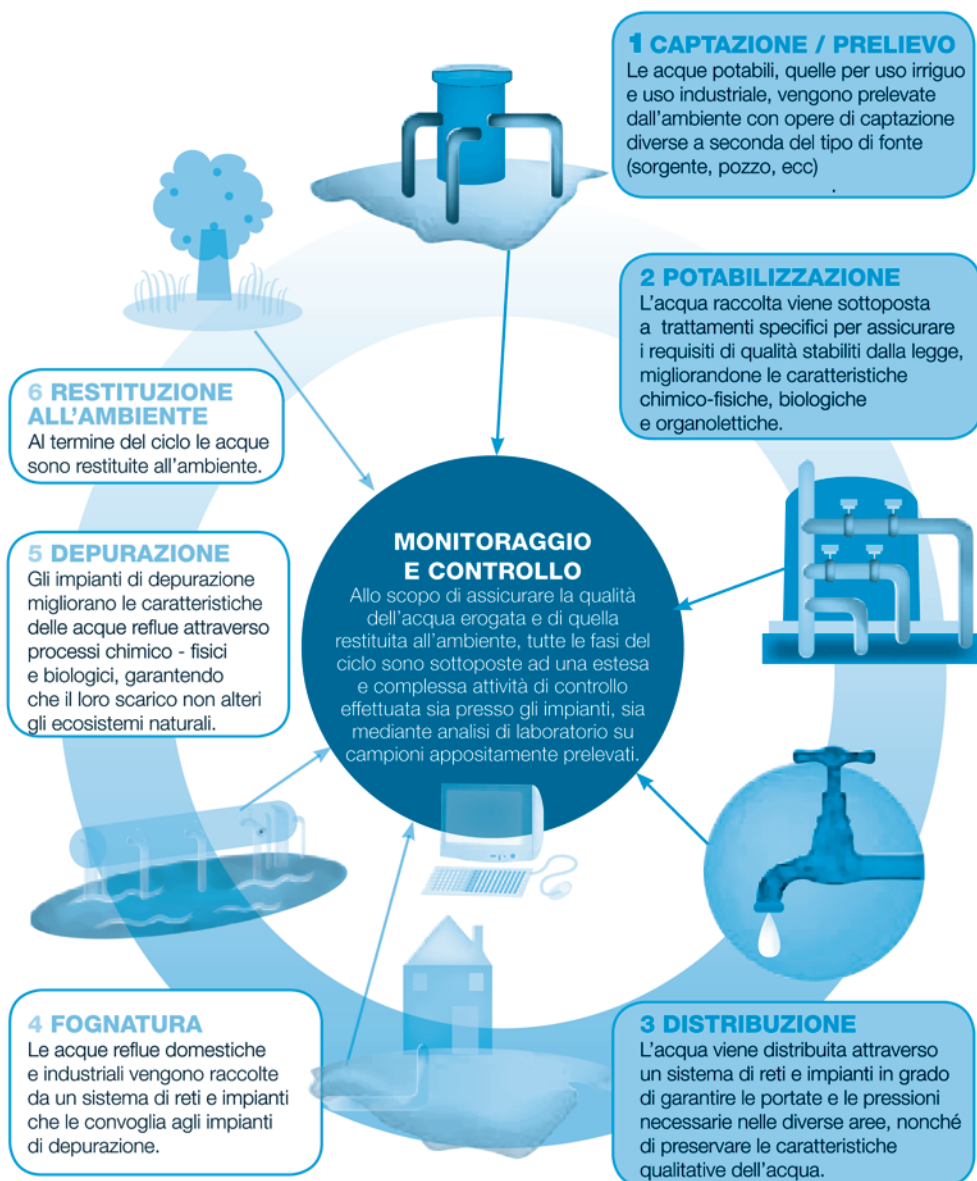 1 CAPTAZIONE / PRELIEVO
Le acque potabili, quelle per uso irriguo
e uso industriale, vengono prelevate
dall'ambiente con opere di captazione
diverse a seconda del tipo di fonte
(sorgente, pozzo, ecc)
.
2 POTABILIZZAZIONE
L'acqua raccolta viene sottoposta
a trattamenti specifici per assicurare
i requisiti di qualità stabiliti dalla legge,
migliorandone le caratteristiche
chimico-fisiche, biologiche
e organolettiche.
3 DISTRIBUZIONE
L'acqua viene distribuita attraverso
un sistema di reti e impianti in grado
di garantire le portate e le pressioni
necessarie nelle diverse aree, nonché
di preservare le caratteristiche
qualitative dell'acqua.
4 FOGNATURA
Le acque reflue domestiche
e industriali vengono raccolte
da un sistema di reti e impianti
che le convoglia agli impianti
di depurazione.
5 DEPURAZIONE
Gli impianti di depurazione
migliorano le caratteristiche
delle acque reflue attraverso
processi chimico - fisici
e biologici, garantendo
che il loro scarico non alteri
gli ecosistemi naturali.
6 RESTITUZIONE
ALL'AMBIENTE
Al termine del ciclo le acque
sono restituite all'ambiente.
MONITORAGGIO
E CONTROLLO
Allo scopo di assicurare la qualità
dell'acqua erogata e di quella
restituita all'ambiente, tutte le fasi del
ciclo sono sottoposte ad una estesa
e complessa attività di controllo
effettuata sia presso gli impianti, sia
mediante analisi di laboratorio su
campioni appositamente prelevati.